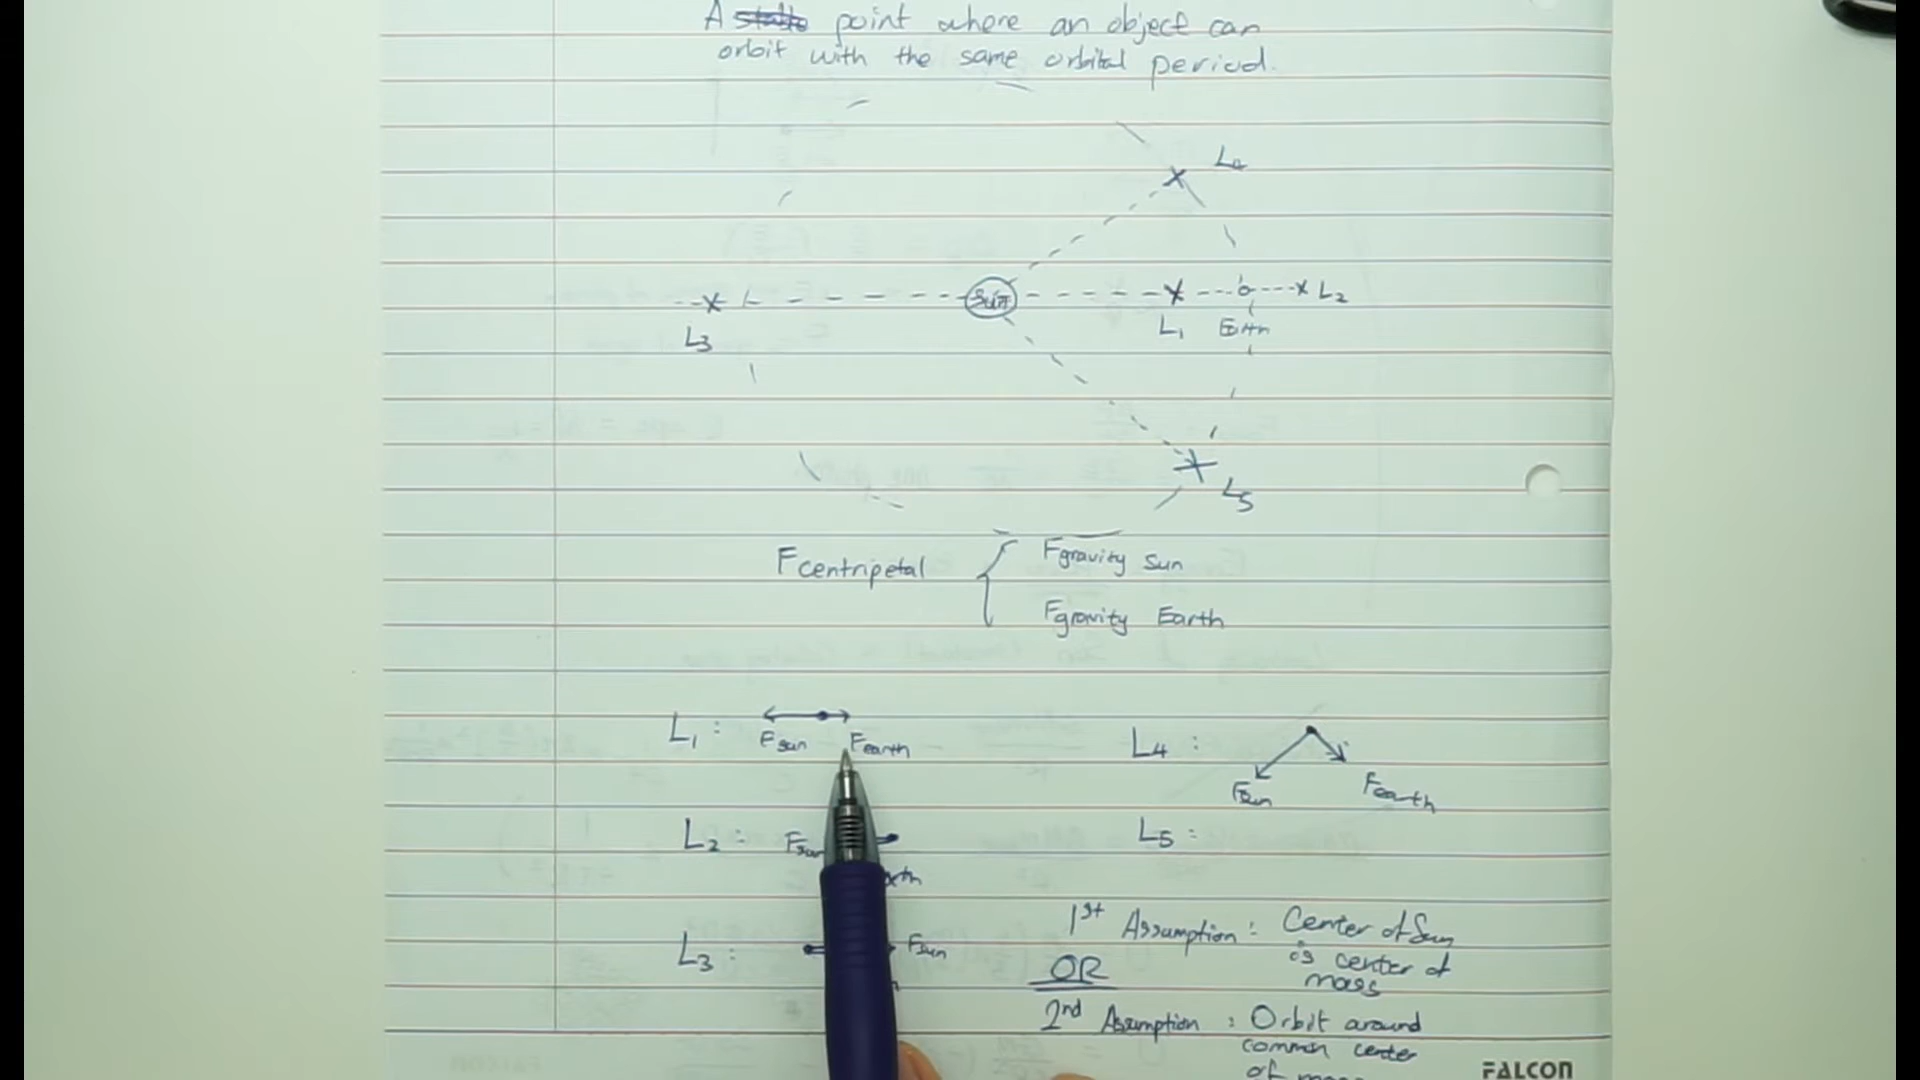 A point where an object can
orbit with the same orbital period.
L4
Sun
L2
L3
L1 Earth
L5
Fcentripetal
Fgravity Sun
Fgravity Earth
L1 :
Fsun Fearth
L4 :
Fsun
Fearth
L2 :
Fsun
L5 :
L3 :
Fsun
1st Assumption : Center of Sun
is center of
mass
OR
2nd Assumption : Orbit around
common center
of
FALCON